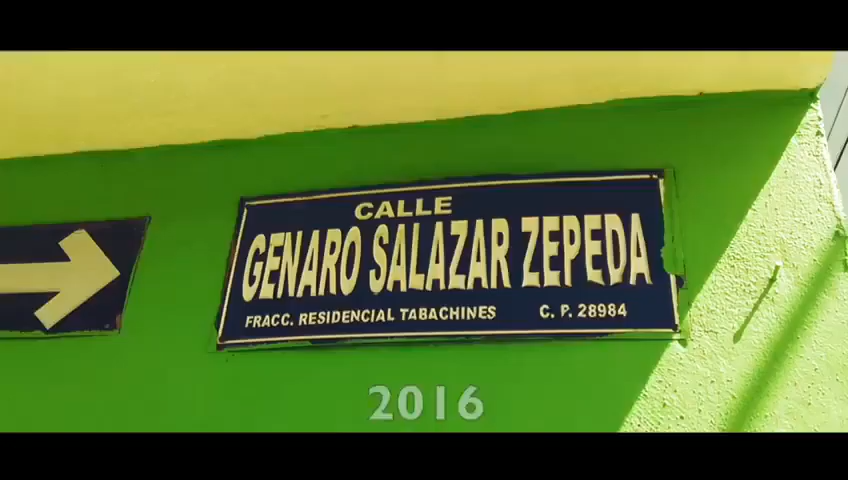 CALLE
GENARO SALAZAR ZEPEDA
FRACC. RESIDENCIAL TABACHINES C. P. 28984
2016